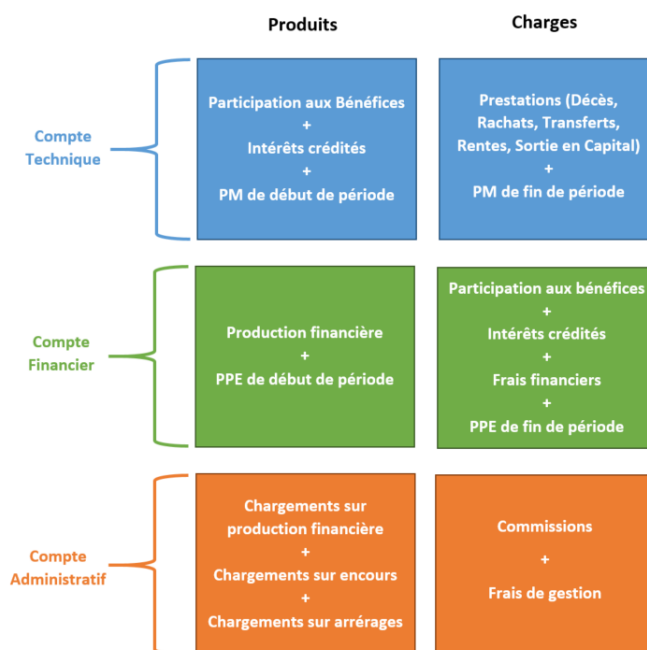 Produits
Charges
Compte
Technique
Participation aux Bénéfices
+
Intérêts crédités
+
PM de début de période
Prestations (Décès,
Rachats, Transferts,
Rentes, Sortie en Capital)
+
PM de fin de période
Compte
Financier
Production financière
+
PPE de début de période
Participation aux bénéfices
+
Intérêts crédités
+
Frais financiers
+
PPE de fin de période
Compte
Administratif
Chargements sur
production financière
+
Chargements sur encours
+
Chargements sur arrérages
Commissions
+
Frais de gestion